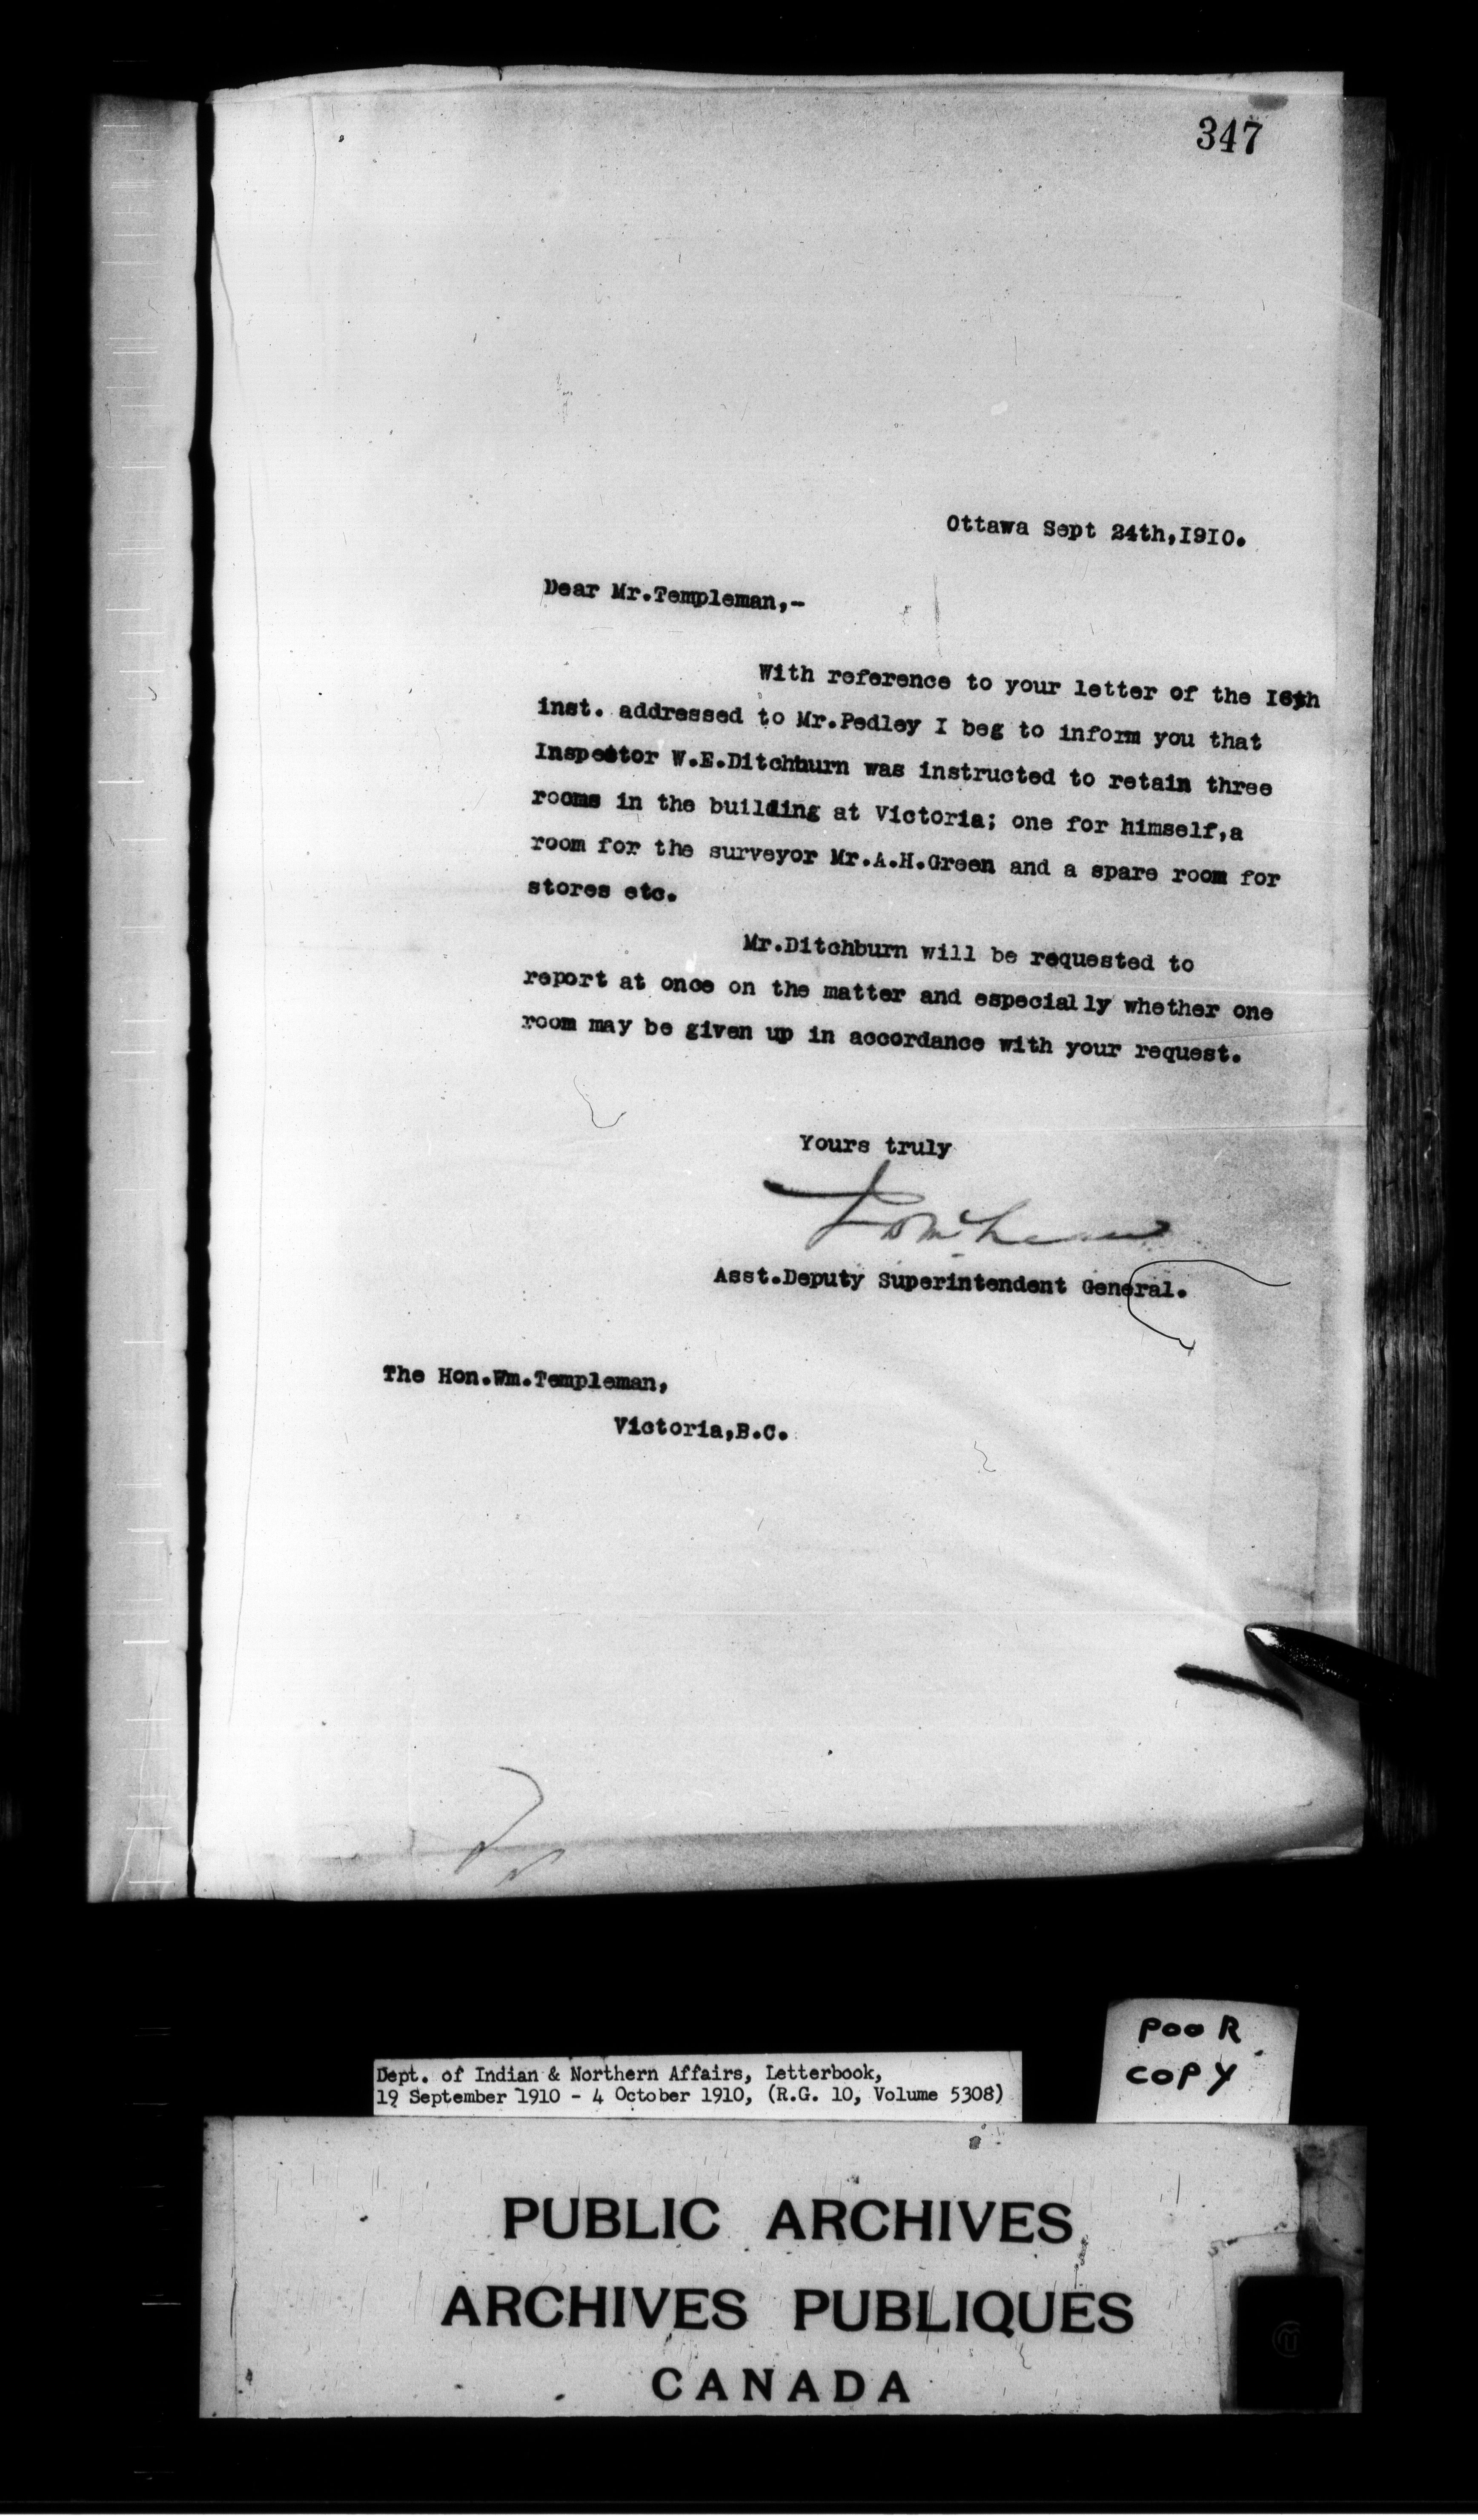 347
Ottawa Sept 24th,I9I0.
Dear Mr.Templeman,-
With reference to your letter of the I6th
inst. addressed to Mr.Pedley I beg to inform you that
Inspector W.E.Ditchburn was instructed to retain three
rooms in the building at Victoria; one for himself,a
room for the surveyor Mr.A.H.Green and a spare room for
stores etc.
Mr.Ditchburn will be requested to
report at once on the matter and especially whether one
room may be given up in accordance with your request.
Yours truly
Asst.Deputy Superintendent General.
The Hon.Wm.Templeman,
Victoria,B.C.
POOR
COPY
Dept. of Indian & Northern Affairs, Letterbook,
19 September 1910 - 4 October 1910, (R.G. 10, Volume 5308)
PUBLIC ARCHIVES
ARCHIVES PUBLIQUES
CANADA